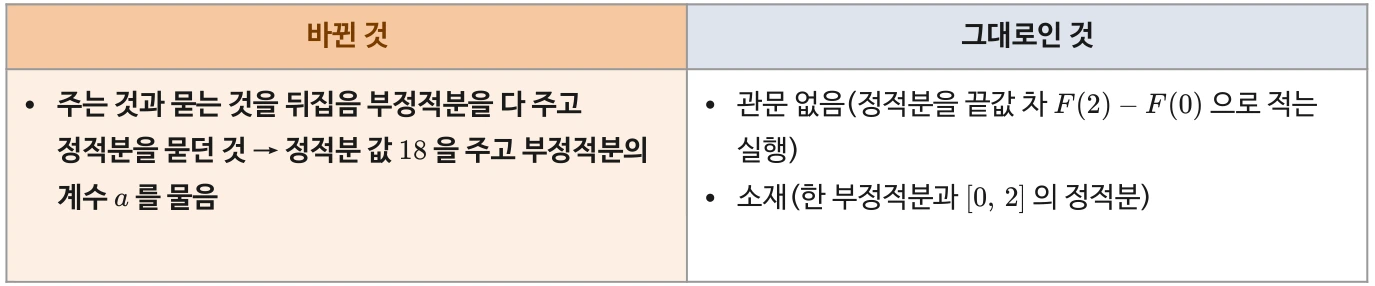 바뀐 것
그대로인 것
• 주는 것과 묻는 것을 뒤집음 부정적분을 다 주고
정적분을 묻던 것 → 정적분 값 18 을 주고 부정적분의
계수 a 를 물음
• 관문 없음(정적분을 끝값 차 F(2) − F(0) 으로 적는
실행)
• 소재(한 부정적분과 [0, 2] 의 정적분)